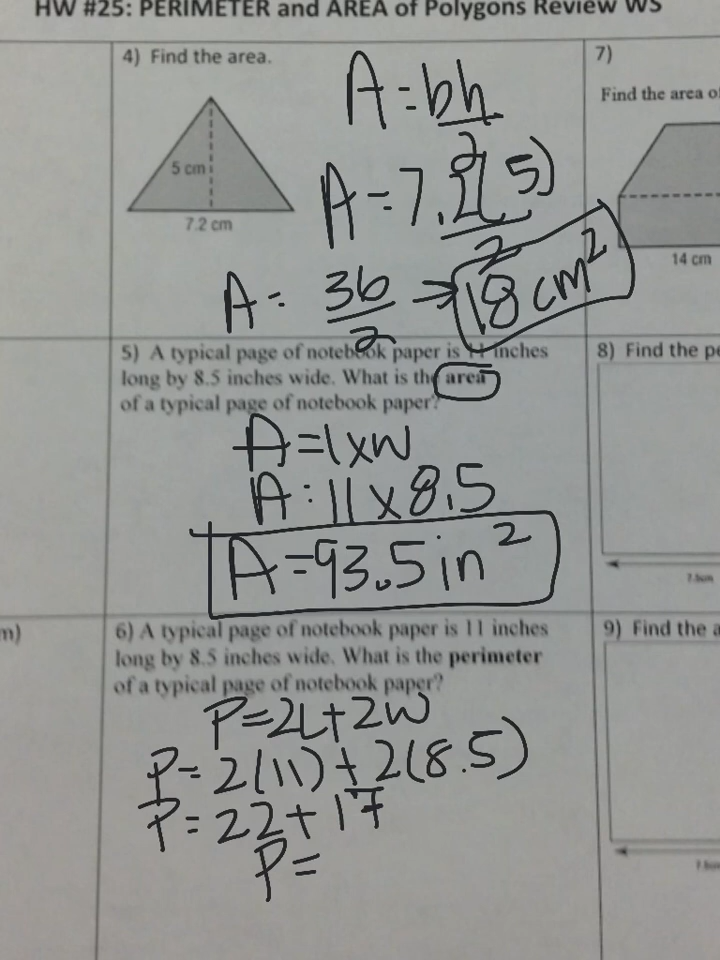 HW #25: PERIMETER and AREA of Polygons Review WS
4) Find the area.
5 cm
7.2 cm
A = bh
2
A = 7.2(5)
2
A = 36
2
→ 18 cm²
7)
Find the area o
14 cm
5) A typical page of notebook paper is 11 inches
long by 8.5 inches wide. What is the area
of a typical page of notebook paper?
A = l x w
A = 11 x 8.5
A = 93.5 in²
8) Find the pe
7.5cm
m)
6) A typical page of notebook paper is 11 inches
long by 8.5 inches wide. What is the perimeter
of a typical page of notebook paper?
P = 2L + 2W
P = 2(11) + 2(8.5)
P = 22 + 17
P =
9) Find the a